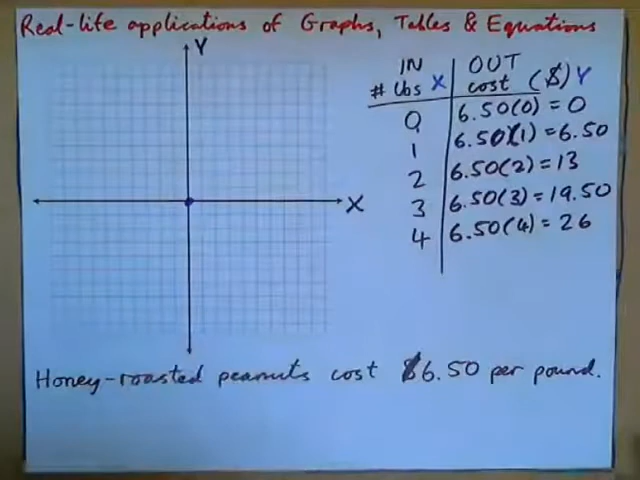 Real-life applications of Graphs, Tables & Equations
Y
X
IN OUT
# lbs X cost ($) Y
0 6.50(0) = 0
1 6.50(1) = 6.50
2 6.50(2) = 13
3 6.50(3) = 19.50
4 6.50(4) = 26
Honey-roasted peanuts cost $6.50 per pound.